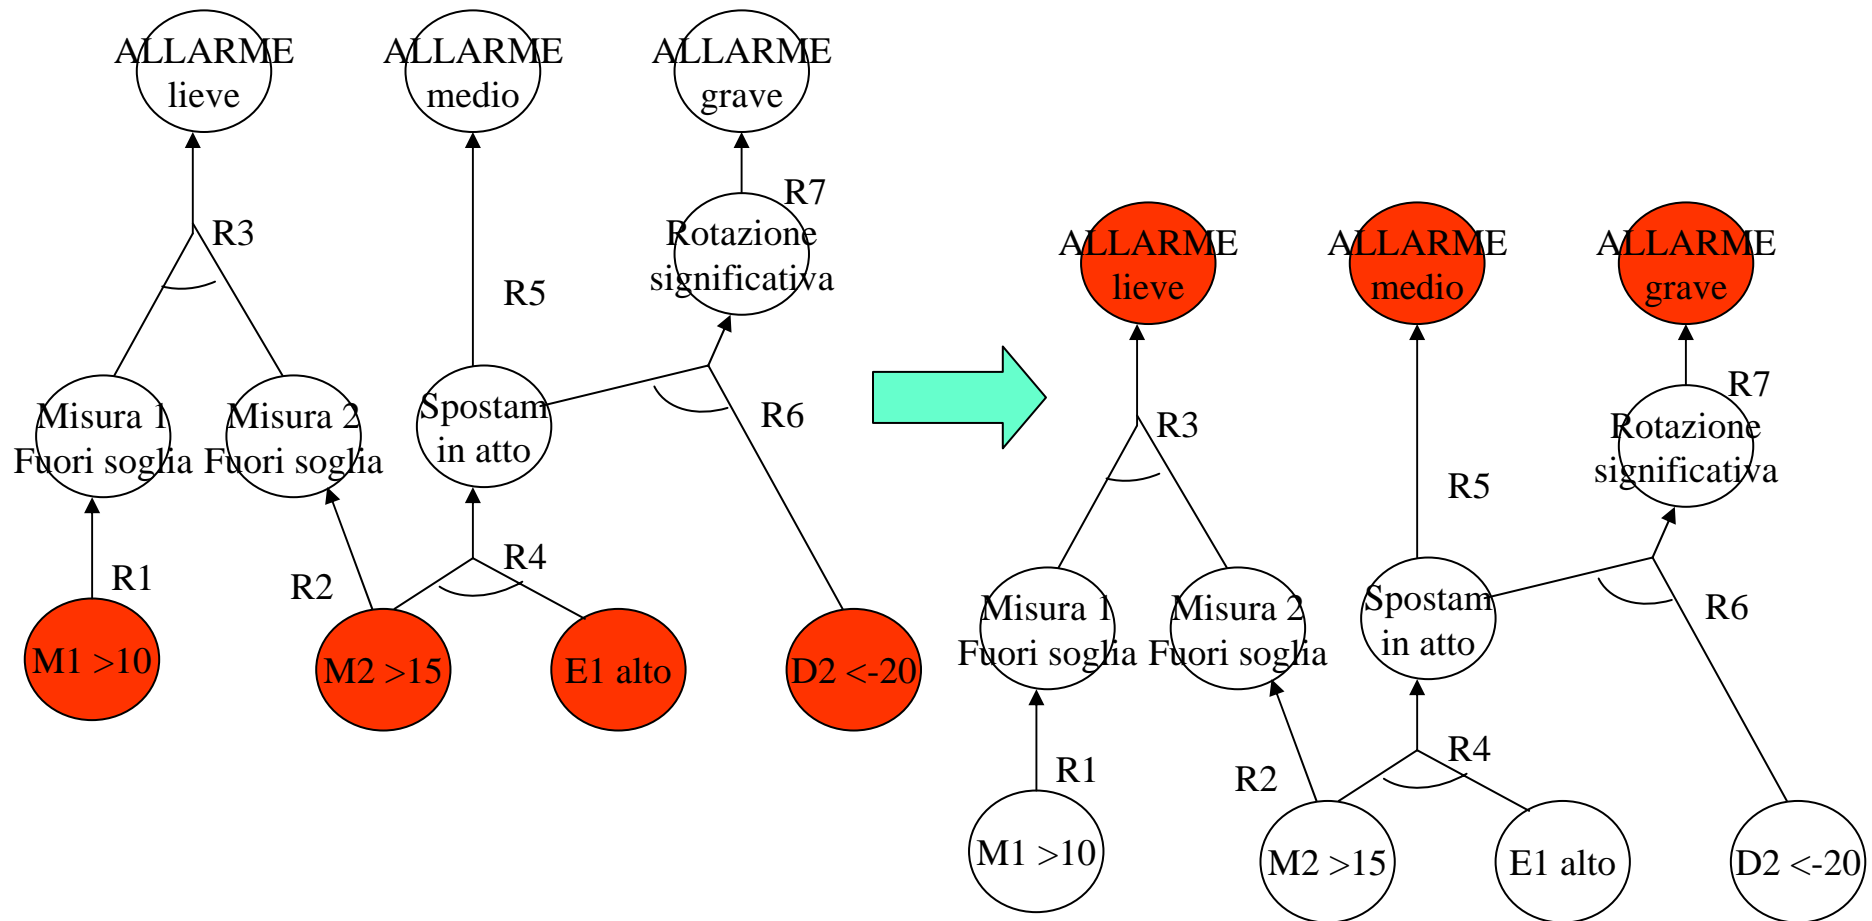 ALLARME
lieve
ALLARME
medio
ALLARME
grave
R7
R3
Rotazione
significativa
R5
Misura 1
Fuori soglia
Misura 2
Fuori soglia
Spostam
in atto
R6
R4
R1
R2
M1 >10
M2 >15
E1 alto
D2 <-20
ALLARME
lieve
ALLARME
medio
ALLARME
grave
R7
R3
Rotazione
significativa
R5
Misura 1
Fuori soglia
Misura 2
Fuori soglia
Spostam
in atto
R6
R4
R1
R2
M1 >10
M2 >15
E1 alto
D2 <-20